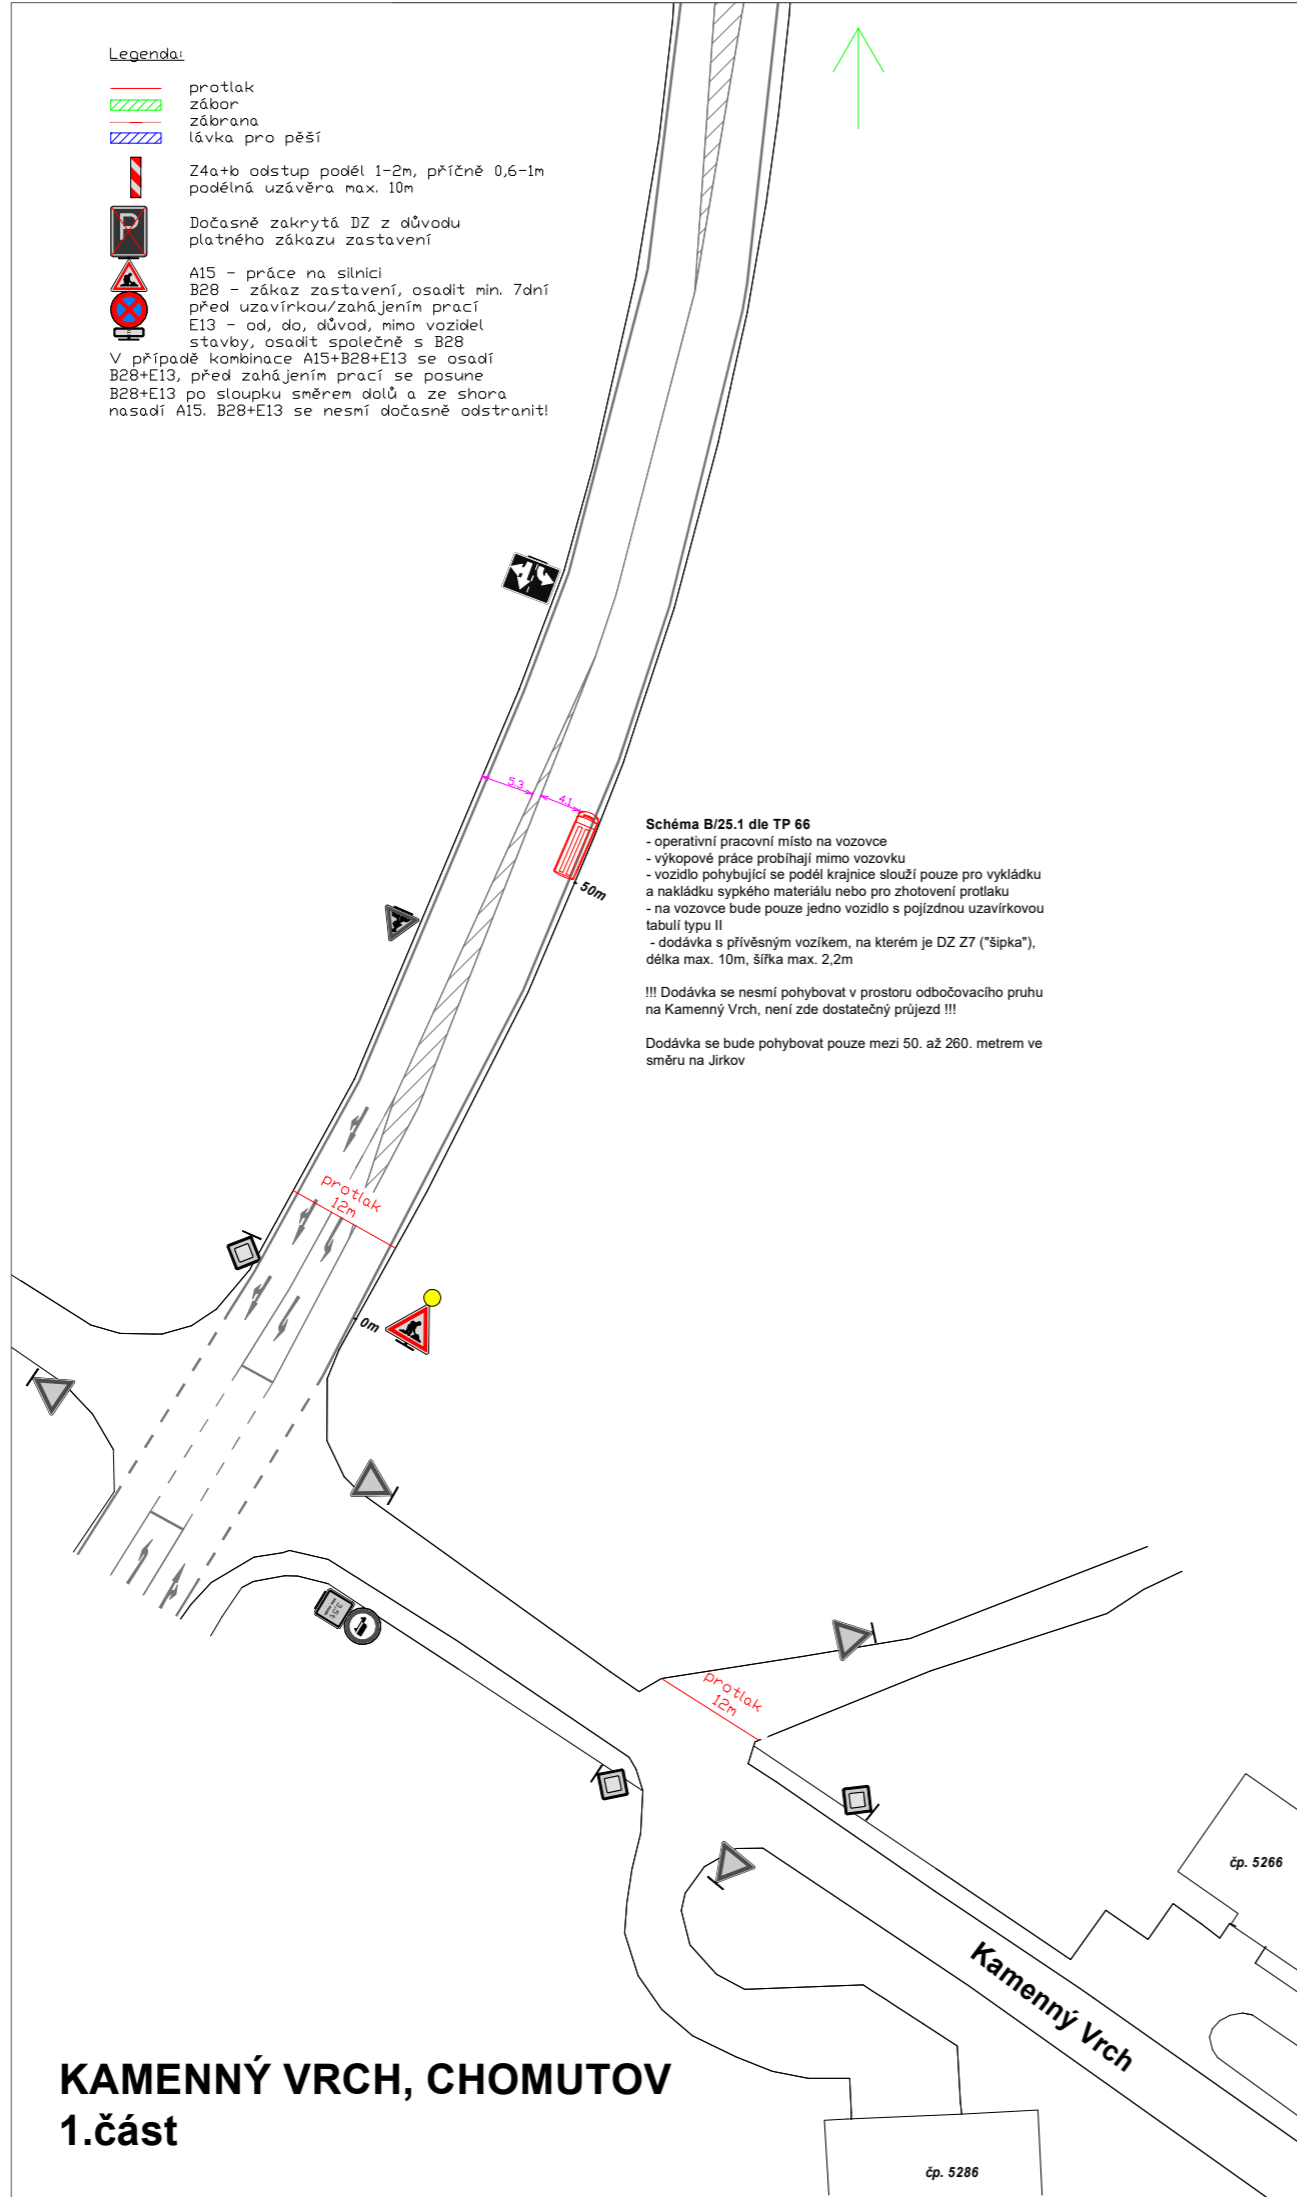 Legenda:
protlak
zábor
zábrana
lávka pro pěší
Z4a+b odstup podél 1-2m, příčně 0,6-1m
podélná uzávěra max. 10m
P
Dočasně zakrytá DZ z důvodu
platného zákazu zastavení
A15 - práce na silnici
B28 - zákaz zastavení, osadit min. 7dní
před uzavírkou/zahájením prací
E13 - od, do, důvod, mimo vozidel
stavby, osadit společně s B28
V případě kombinace A15+B28+E13 se osadí
B28+E13, před zahájením prací se posune
B28+E13 po sloupku směrem dolů a ze shora
nasadí A15. B28+E13 se nesmí dočasně odstranit!
5.3
4.1
50m
Schéma B/25.1 dle TP 66
- operativní pracovní místo na vozovce
- výkopové práce probíhají mimo vozovku
- vozidlo pohybující se podél krajnice slouží pouze pro vykládku
a nakládku sypkého materiálu nebo pro zhotovení protlaku
- na vozovce bude pouze jedno vozidlo s pojízdnou uzavírkovou
tabulí typu II
- dodávka s přívěsným vozíkem, na kterém je DZ Z7 ("šipka"),
délka max. 10m, šířka max. 2,2m
!!! Dodávka se nesmí pohybovat v prostoru odbočovacího pruhu
na Kamenný Vrch, není zde dostatečný průjezd !!!
Dodávka se bude pohybovat pouze mezi 50. až 260. metrem ve
směru na Jirkov
protlak
12m
0m
protlak
12m
čp. 5266
Kamenný Vrch
KAMENNÝ VRCH, CHOMUTOV
1.část
čp. 5286